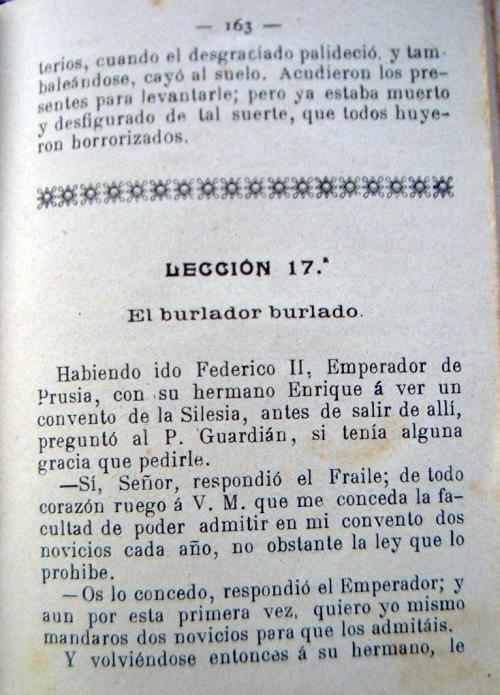 — 163 —
terios, cuando el desgraciado palideció, y tam-
baleándose, cayó al suelo. Acudieron los pre-
sentes para levantarle; pero ya estaba muerto
y desfigurado de tal suerte, que todos huye-
ron borrorizados.
LECCIÓN 17.ª
El burlador burlado.
Habiendo ido Federico II, Emperador de
Prusia, con su hermano Enrique á ver un
convento de la Silesia, antes de salir de allí,
preguntó al P. Guardián, si tenía alguna
gracia que pedirle.
—Sí, Señor, respondió el Fraile; de todo
corazón ruego á V. M. que me conceda la fa-
cultad de poder admitir en mi convento dos
novicios cada año, no obstante la ley que lo
prohibe.
—Os lo concedo, respondió el Emperador; y
aun por esta primera vez, quiero yo mismo
mandaros dos novicios para que los admitáis.
Y volviéndose entonces á su hermano, le